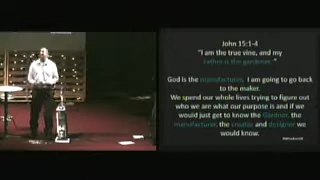 John 15:1-4
"I am the true vine, and my
Father is the gardener."
God is the manufacturer. I am going to go back
to the maker.
We spend our whole lives trying to figure out
who we are what our purpose is and if we
would just get to know the Gardner, the
manufacturer, the creator and designer we
would know.